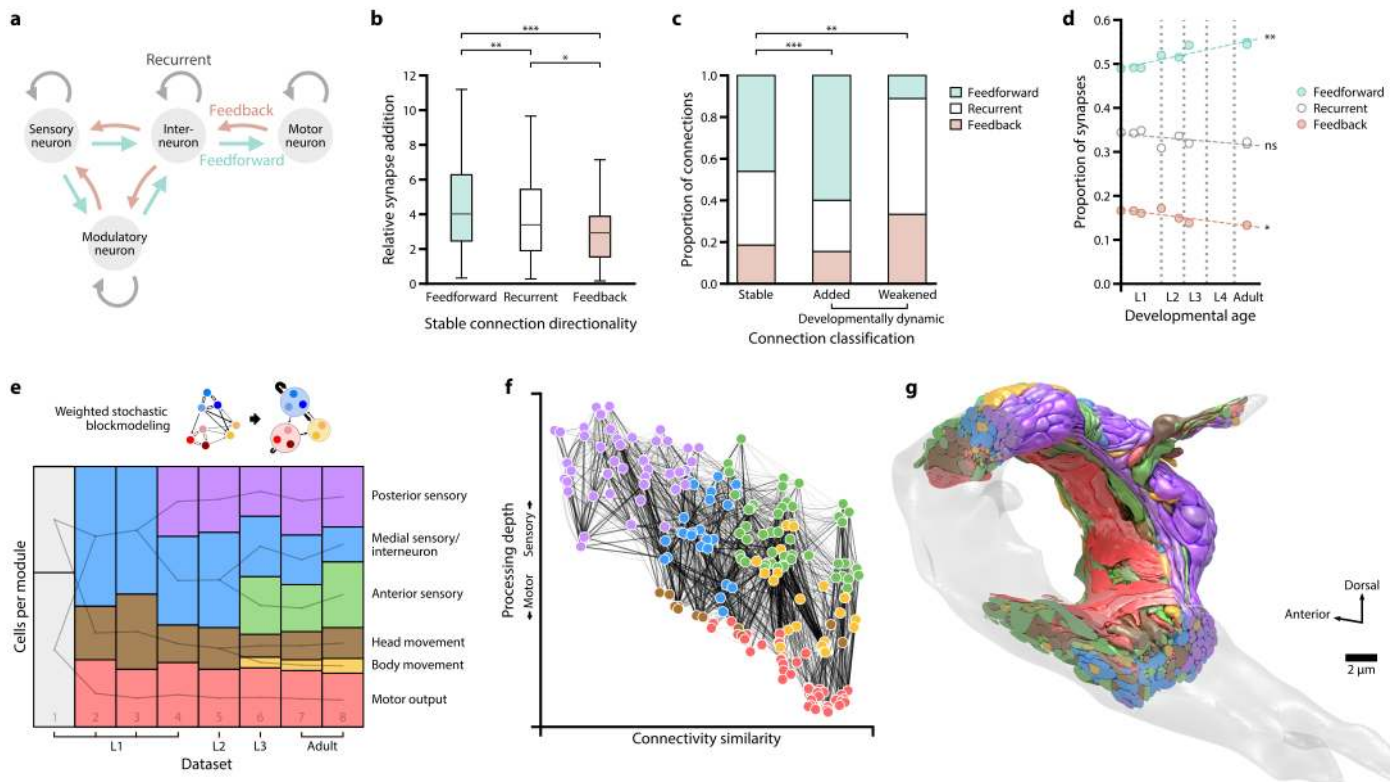 a
Recurrent
Sensory
neuron
Inter-
neuron
Motor
neuron
Feedback
Feedforward
Modulatory
neuron
b
***
**
*
Relative synapse addition
12
10
8
6
4
2
0
Feedforward
Recurrent
Feedback
Stable connection directionality
c
**
***
Proportion of connections
1.0
0.8
0.6
0.4
0.2
0.0
Feedforward
Recurrent
Feedback
Stable
Added
Weakened
Developmentally dynamic
Connection classification
d
Proportion of synapses
0.6
0.5
0.4
0.3
0.2
0.1
0.0
**
ns
*
Feedforward
Recurrent
Feedback
L1
L2
L3
L4
Adult
Developmental age
e
Weighted stochastic
blockmodeling
Cells per module
Posterior sensory
Medial sensory/
interneuron
Anterior sensory
Head movement
Body movement
Motor output
1
2
3
4
5
6
7
8
L1
L2
L3
Adult
Dataset
f
Processing depth
Motor
Sensory
Connectivity similarity
g
Dorsal
Anterior
2 μm